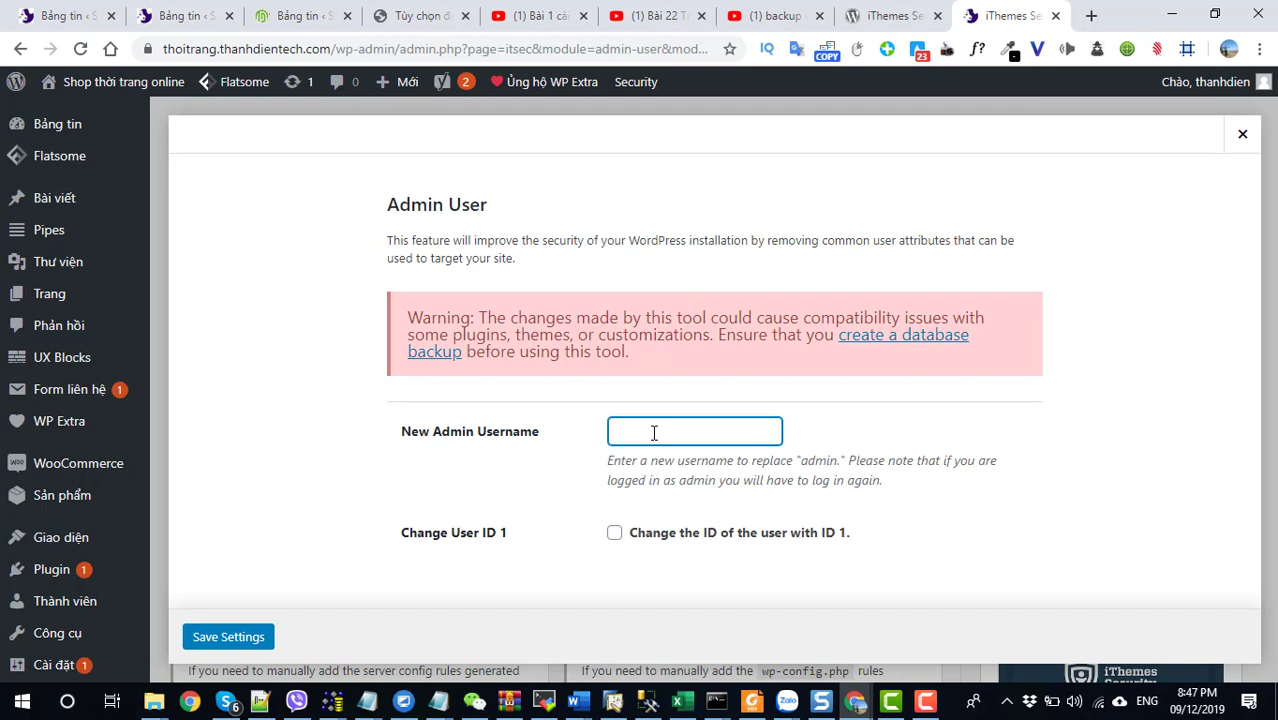 Bảng tin ‹ S
Bảng tin ‹ S
Bảng tin ‹ S
Tùy chọn đ
(1) Bài 1 cài
(1) Bài 22 T
(1) backup
iThemes Se
iThemes Se
thoitrang.thanhdientech.com/wp-admin/admin.php?page=itsec&module=admin-user&mod...
COPY
23
f?
Shop thời trang online
Flatsome
1
0
Mới
2
Ủng hộ WP Extra
Security
Chào, thanhdien
Bảng tin
Flatsome
Bài viết
Pipes
Thư viện
Trang
Phản hồi
UX Blocks
Form liên hệ 1
WP Extra
WooCommerce
Sản phẩm
Giao diện
Plugin 1
Thành viên
Công cụ
Cài đặt 1
Admin User
This feature will improve the security of your WordPress installation by removing common user attributes that can be
used to target your site.
Warning: The changes made by this tool could cause compatibility issues with
some plugins, themes, or customizations. Ensure that you create a database
backup before using this tool.
New Admin Username
Enter a new username to replace "admin." Please note that if you are
logged in as admin you will have to log in again.
Change User ID 1
Change the ID of the user with ID 1.
Save Settings
If you need to manually add the server config rules generated
If you need to manually add the wp-config.php rules
iThemes
Security
6
Zalo
ENG
8:47 PM
09/12/2019